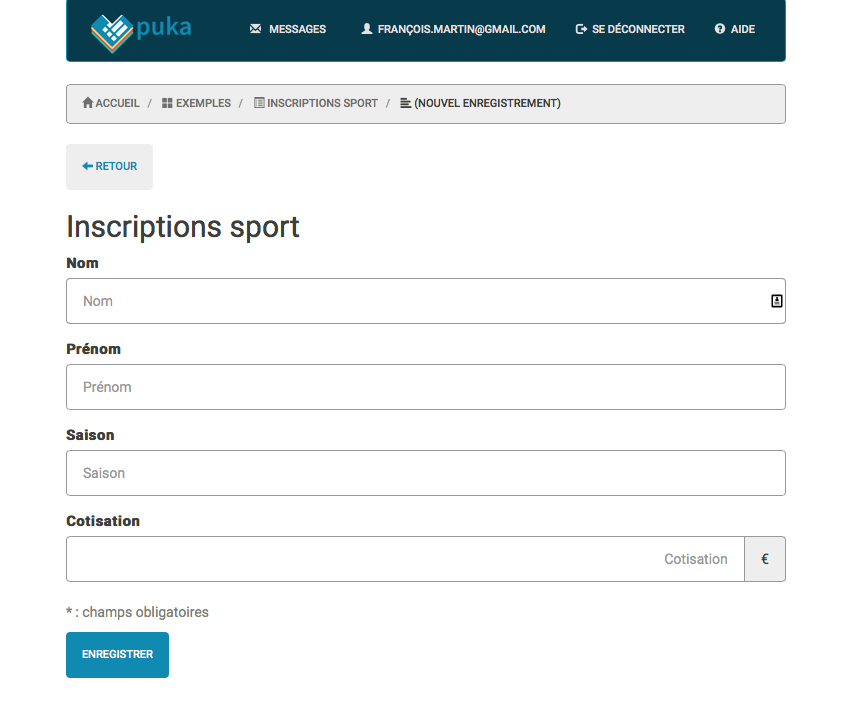 puka MESSAGES FRANÇOIS.MARTIN@GMAIL.COM SE DÉCONNECTER AIDE
ACCUEIL / EXEMPLES / INSCRIPTIONS SPORT / (NOUVEL ENREGISTREMENT)
RETOUR
Inscriptions sport
Nom
Nom
Prénom
Prénom
Saison
Saison
Cotisation
Cotisation €
* : champs obligatoires
ENREGISTRER